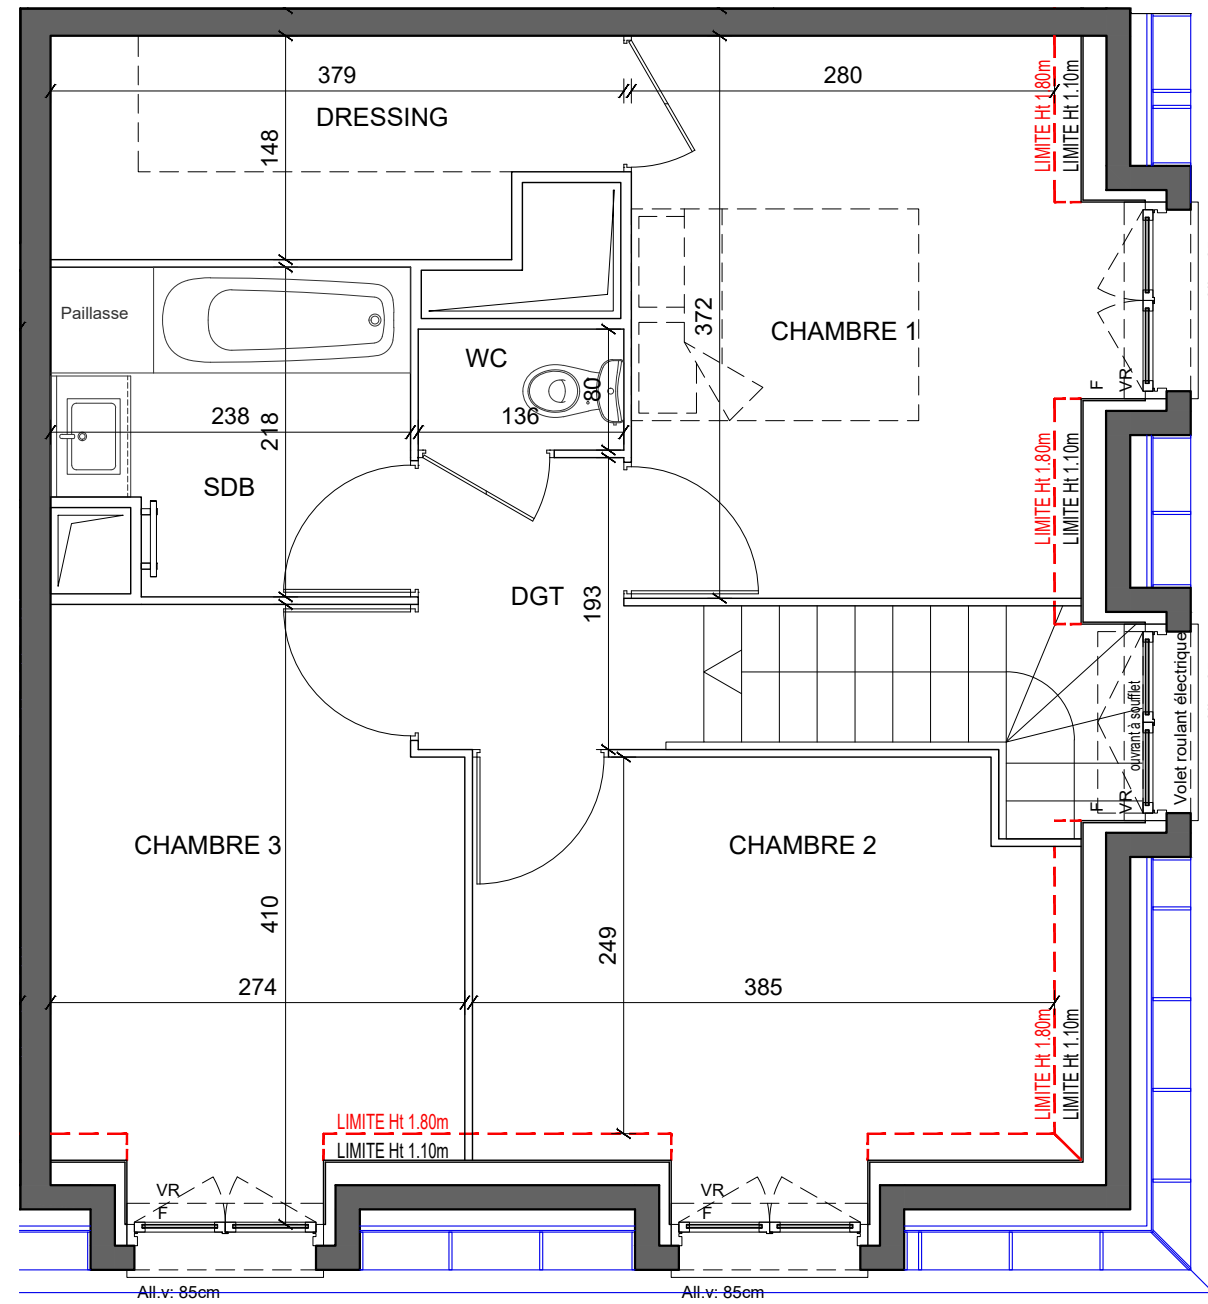 379
280
DRESSING
148
LIMITE Ht 1.80m
LIMITE Ht 1.10m
Paillasse
WC
372
CHAMBRE 1
80
F
VR
238
218
136
SDB
LIMITE Ht 1.80m
LIMITE Ht 1.10m
DGT
193
ouvrant à soufflet
Volet roulant électrique
F
VR
CHAMBRE 3
CHAMBRE 2
410
249
274
385
LIMITE Ht 1.80m
LIMITE Ht 1.10m
LIMITE Ht 1.80m
LIMITE Ht 1.10m
VR
F
VR
F
All.v: 85cm
All.v: 85cm